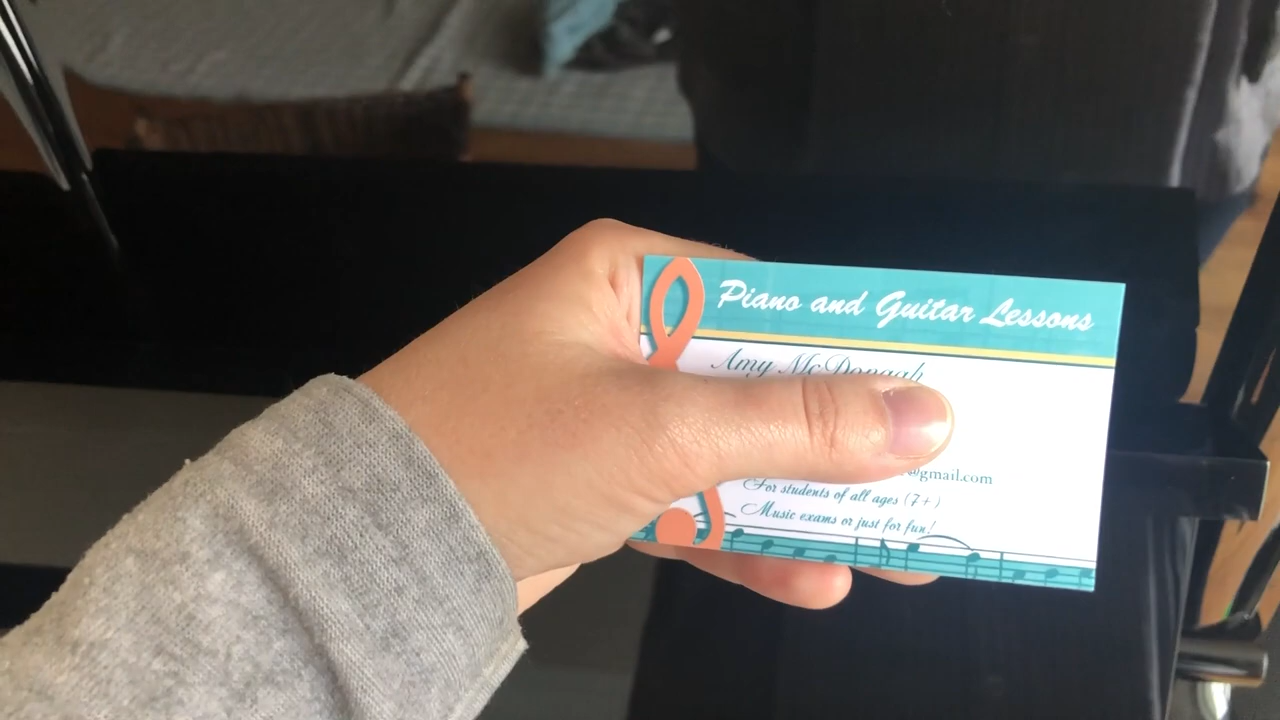 Piano and Guitar Lessons
Amy McDonagh
@gmail.com
For students of all ages (7+)
Music exams or just for fun!